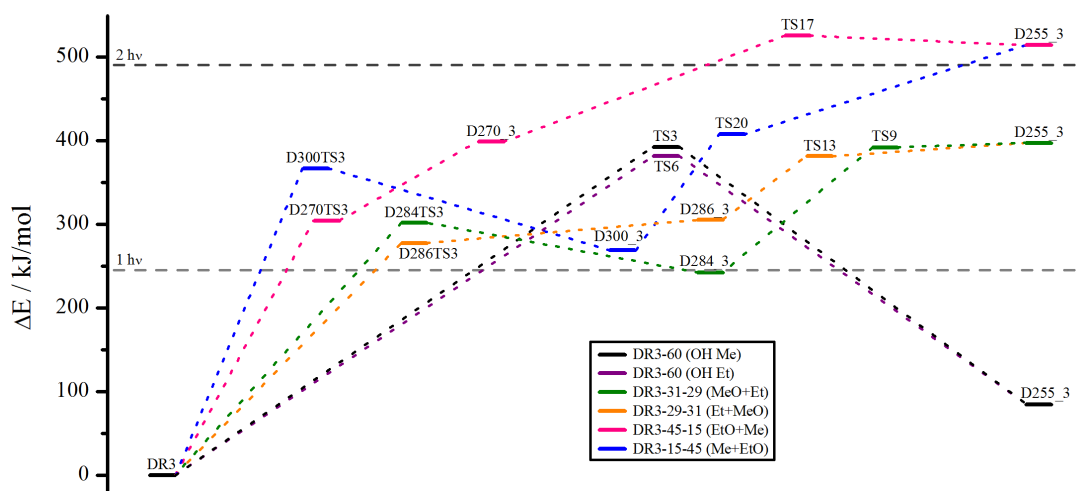 TS17
D255_3
500
2 hν
TS20
TS3
TS9
D255_3
400
D270_3
TS13
D300TS3
TS6
ΔE / kJ/mol
300
D270TS3
D284TS3
D286_3
D286TS3
D300_3
1 hν
D284_3
200
DR3-60 (OH Me)
DR3-60 (OH Et)
DR3-31-29 (MeO+Et)
DR3-29-31 (Et+MeO)
DR3-45-15 (EtO+Me)
DR3-15-45 (Me+EtO)
100
D255_3
DR3
0